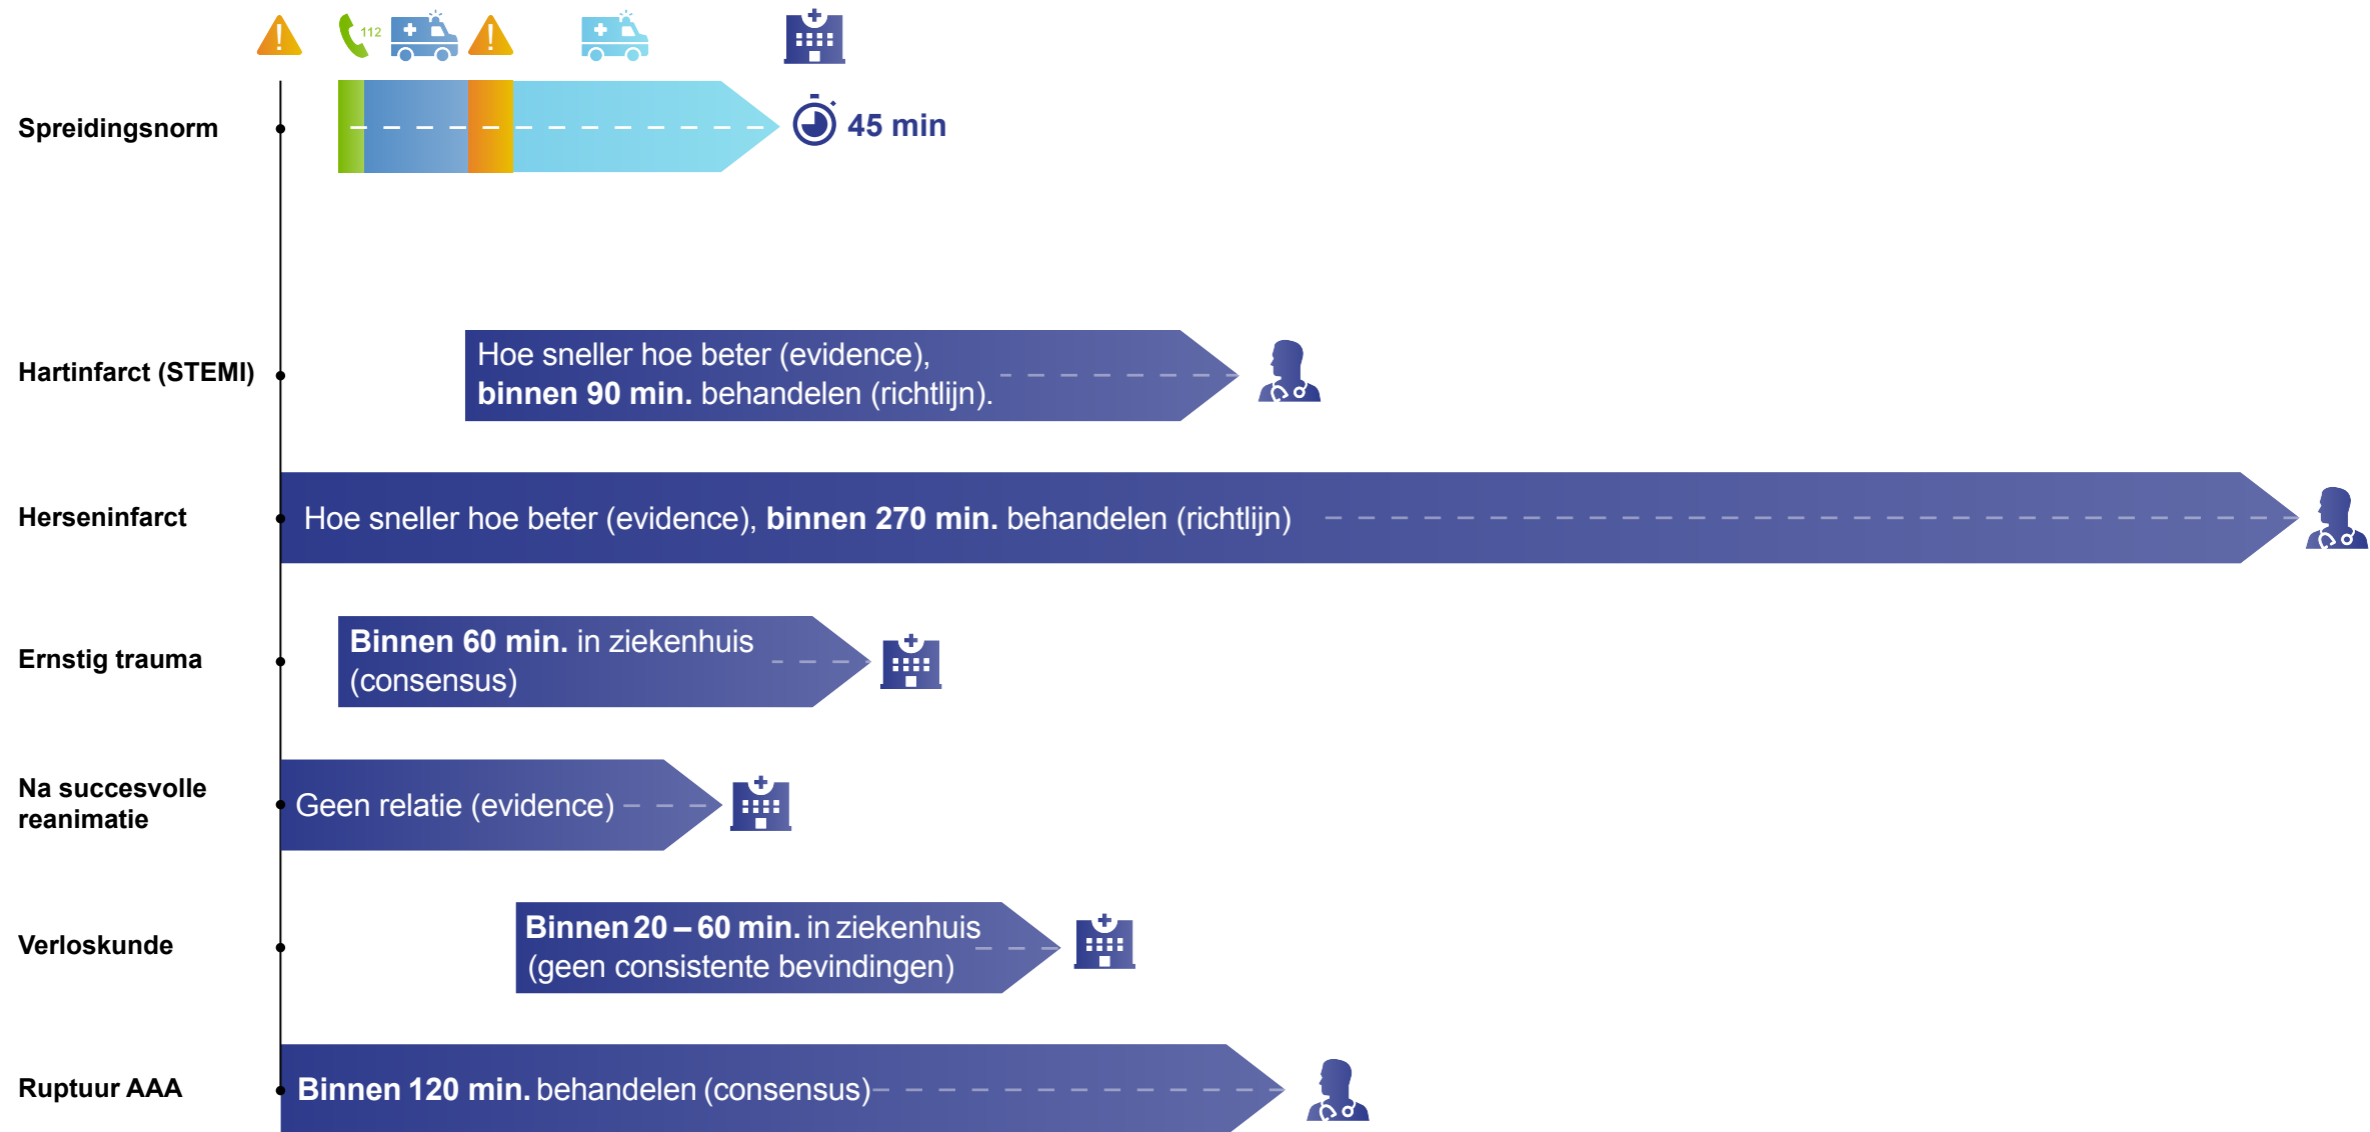 112
Spreidingsnorm
45 min
Hartinfarct (STEMI)
Hoe sneller hoe beter (evidence),
binnen 90 min. behandelen (richtlijn).
Herseninfarct
Hoe sneller hoe beter (evidence), binnen 270 min. behandelen (richtlijn)
Ernstig trauma
Binnen 60 min. in ziekenhuis
(consensus)
Na succesvolle
reanimatie
Geen relatie (evidence)
Verloskunde
Binnen 20 – 60 min. in ziekenhuis
(geen consistente bevindingen)
Ruptuur AAA
Binnen 120 min. behandelen (consensus)